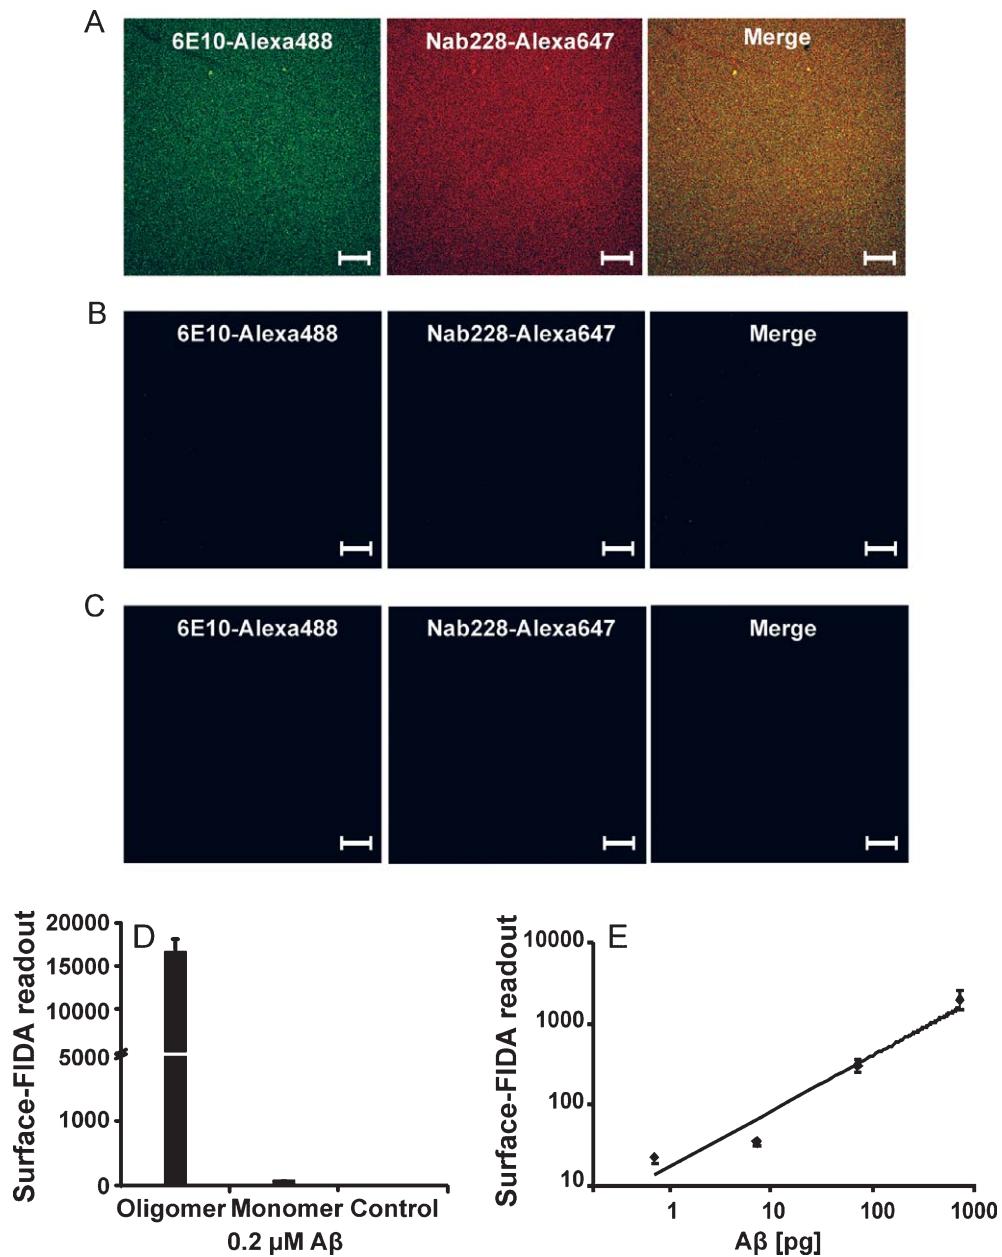 A
6E10-Alexa488
Nab228-Alexa647
Merge
B
6E10-Alexa488
Nab228-Alexa647
Merge
C
6E10-Alexa488
Nab228-Alexa647
Merge
D
Surface-FIDA readout
20000
15000
10000
5000
1000
0
Oligomer Monomer Control
0.2 µM Aβ
E
Surface-FIDA readout
10000
1000
100
10
1 10 100 1000
Aβ [pg]